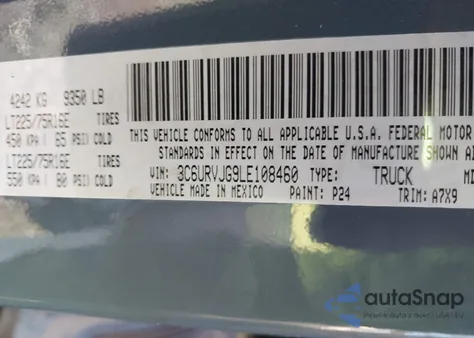 4242 KG 9350 LB
LT225/75R16E TIRES
450 KPA / 65 PSI COLD
LT225/75R16E TIRES
550 KPA / 80 PSI COLD
THIS VEHICLE CONFORMS TO ALL APPLICABLE U.S.A. FEDERAL MOTOR
STANDARDS IN EFFECT ON THE DATE OF MANUFACTURE SHOWN
VIN: 3C6URVJG9LE108460 TYPE: TRUCK
VEHICLE MADE IN MEXICO PAINT: P24 TRIM: A7X9
autaSnap